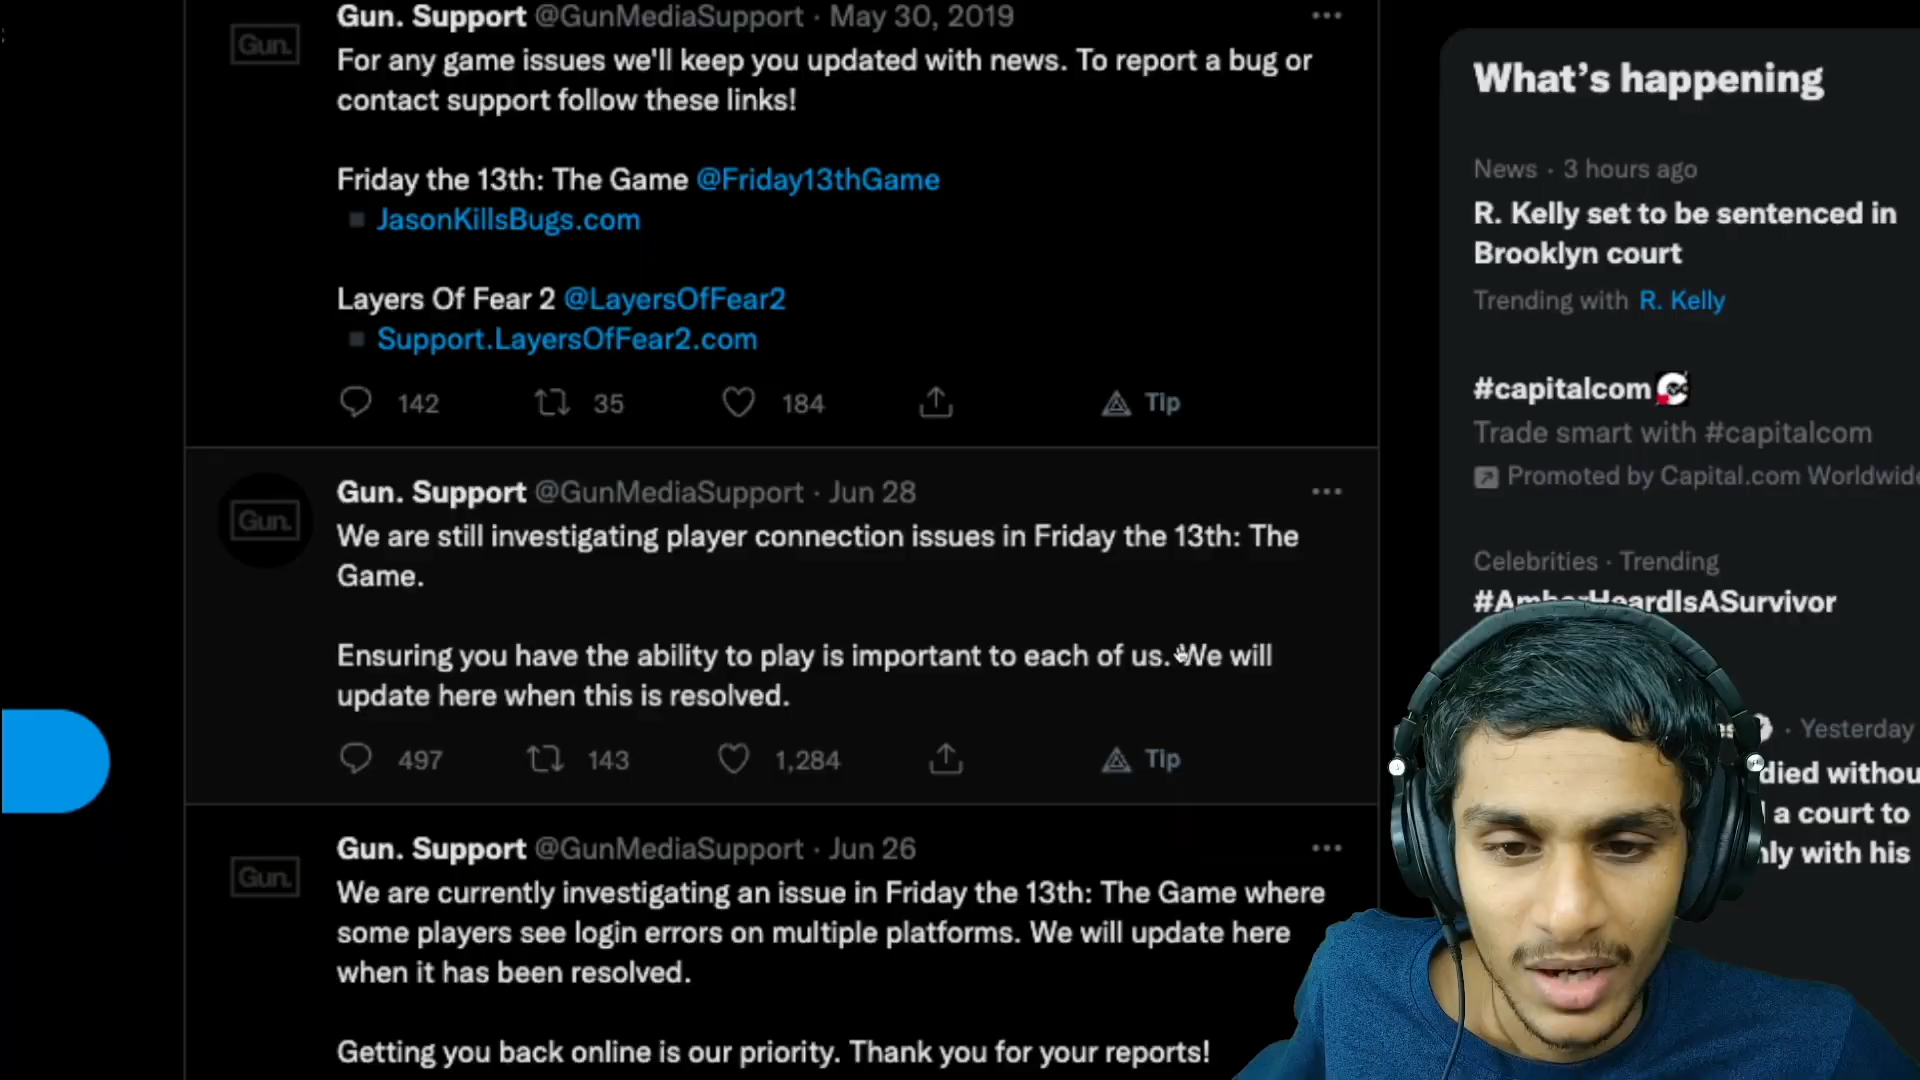 Gun. Support @GunMediaSupport · May 30, 2019
Gun.
For any game issues we'll keep you updated with news. To report a bug or
contact support follow these links!
Friday the 13th: The Game @Friday13thGame
JasonKillsBugs.com
Layers Of Fear 2 @LayersOfFear2
Support.LayersOfFear2.com
142 35 184 Tip
Gun. Support @GunMediaSupport · Jun 28
Gun.
We are still investigating player connection issues in Friday the 13th: The
Game.
Ensuring you have the ability to play is important to each of us. We will
update here when this is resolved.
497 143 1,284 Tip
Gun. Support @GunMediaSupport · Jun 26
Gun.
We are currently investigating an issue in Friday the 13th: The Game where
some players see login errors on multiple platforms. We will update here
when it has been resolved.
Getting you back online is our priority. Thank you for your reports!
What's happening
News · 3 hours ago
R. Kelly set to be sentenced in
Brooklyn court
Trending with R. Kelly
#capitalcom
Trade smart with #capitalcom
Promoted by Capital.com Worldwide
Celebrities · Trending
#AmberHeardIsASurvivor
· Yesterday
died withou
a court to
with his